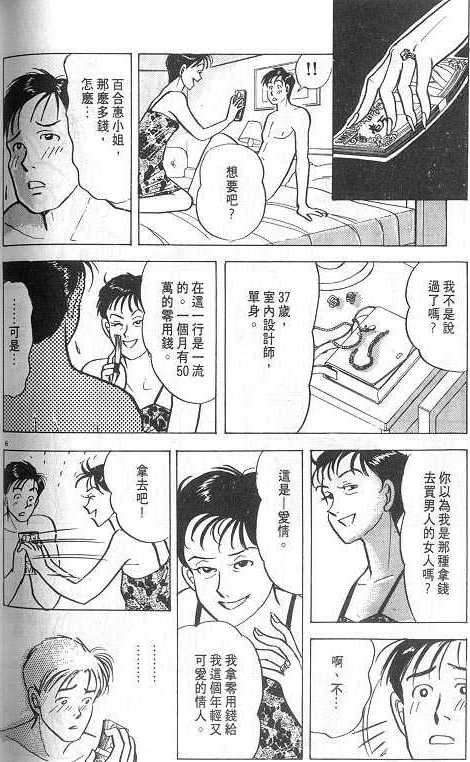 !!
想要吧?
百合惠小姐，
那麼多錢，
怎麼…
我不是說
過了嗎?
37歲，
室內設計師，
單身。
在這一行是一流
的。一個月有50
萬的零用錢。
……可是…
6
你以為我是那種拿錢
去買男人的女人嗎?
啊、不…
這是—愛情。
我拿零用錢給
我這個年輕又
可愛的情人。
拿去吧!
………
………